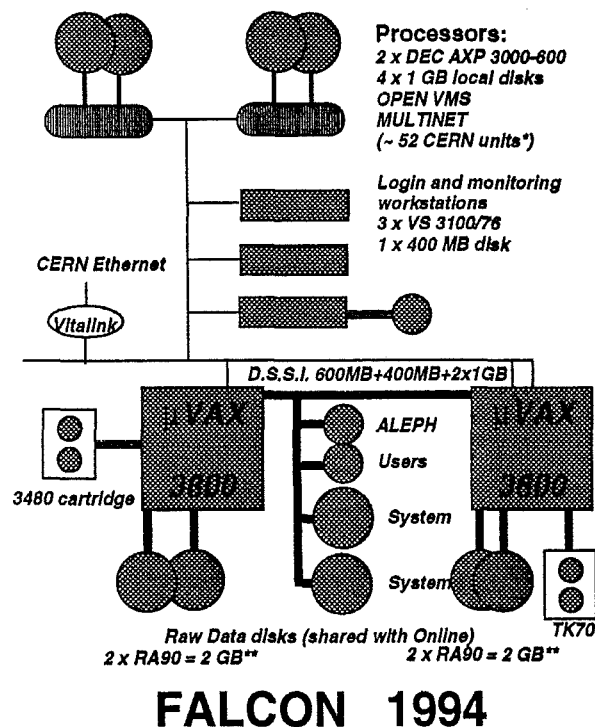 Processors:
2 x DEC AXP 3000-600
4 x 1 GB local disks
OPEN VMS
MULTINET
(~ 52 CERN units*)
Login and monitoring
workstations
3 x VS 3100/76
1 x 400 MB disk
CERN Ethernet
Vitalink
D.S.S.I. 600MB+400MB+2x1GB
µVAX
3800
µVAX
3800
ALEPH
Users
System
System
3480 cartridge
TK70
Raw Data disks (shared with Online)
2 x RA90 = 2 GB**
2 x RA90 = 2 GB**
FALCON 1994